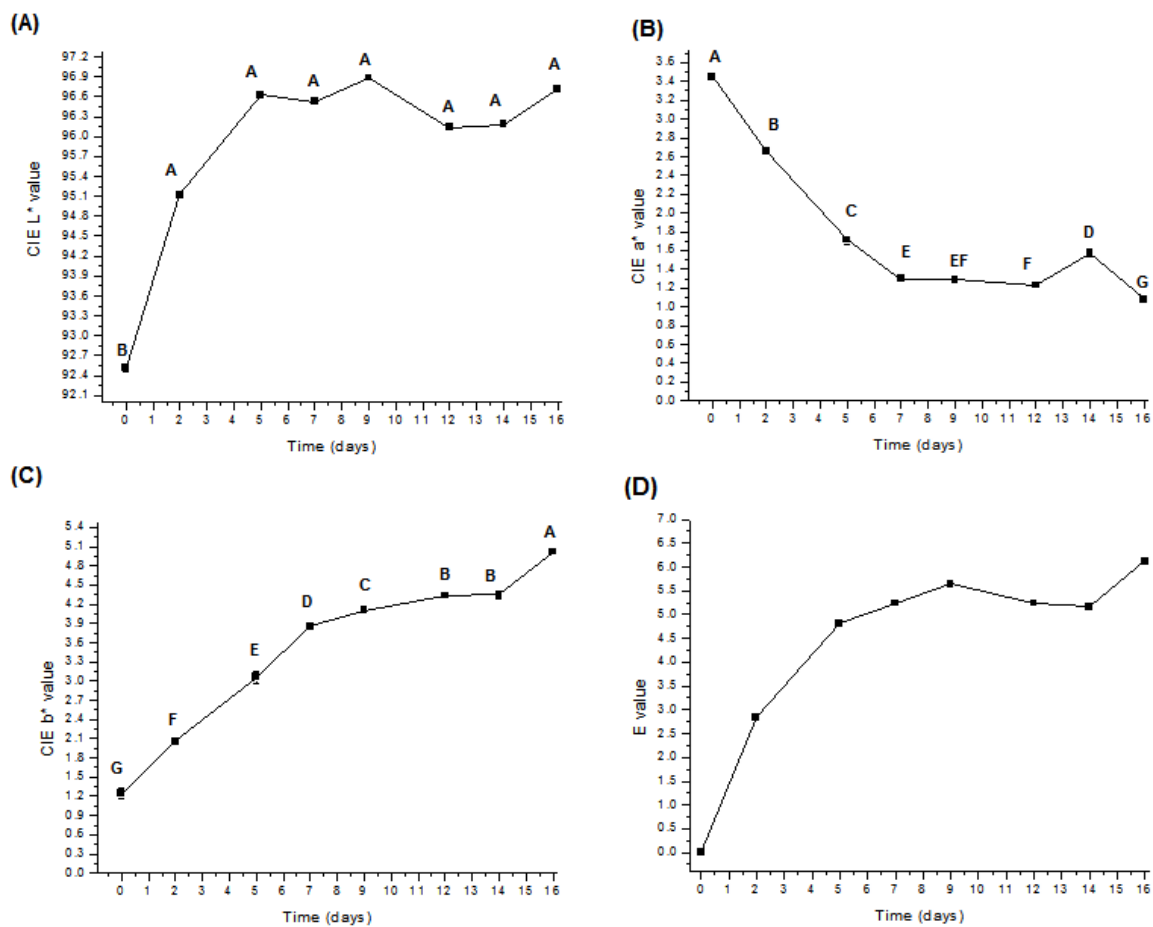 (A)
CIE L* value
97.2
96.9
96.6
96.3
96.0
95.7
95.4
95.1
94.8
94.5
94.2
93.9
93.6
93.3
93.0
92.7
92.4
92.1
B
A
A
A
A
A
A
A
0 1 2 3 4 5 6 7 8 9 10 11 12 13 14 15 16
Time (days)
(B)
CIE a* value
3.6
3.4
3.2
3.0
2.8
2.6
2.4
2.2
2.0
1.8
1.6
1.4
1.2
1.0
0.8
0.6
0.4
0.2
0.0
A
B
C
E
EF
F
D
G
0 1 2 3 4 5 6 7 8 9 10 11 12 13 14 15 16
Time (days)
(C)
CIE b* value
5.4
5.1
4.8
4.5
4.2
3.9
3.6
3.3
3.0
2.7
2.4
2.1
1.8
1.5
1.2
0.9
0.6
0.3
0.0
G
F
E
D
C
B
B
A
0 1 2 3 4 5 6 7 8 9 10 11 12 13 14 15 16
Time (days)
(D)
E value
7.0
6.5
6.0
5.5
5.0
4.5
4.0
3.5
3.0
2.5
2.0
1.5
1.0
0.5
0.0
0 1 2 3 4 5 6 7 8 9 10 11 12 13 14 15 16
Time (days)